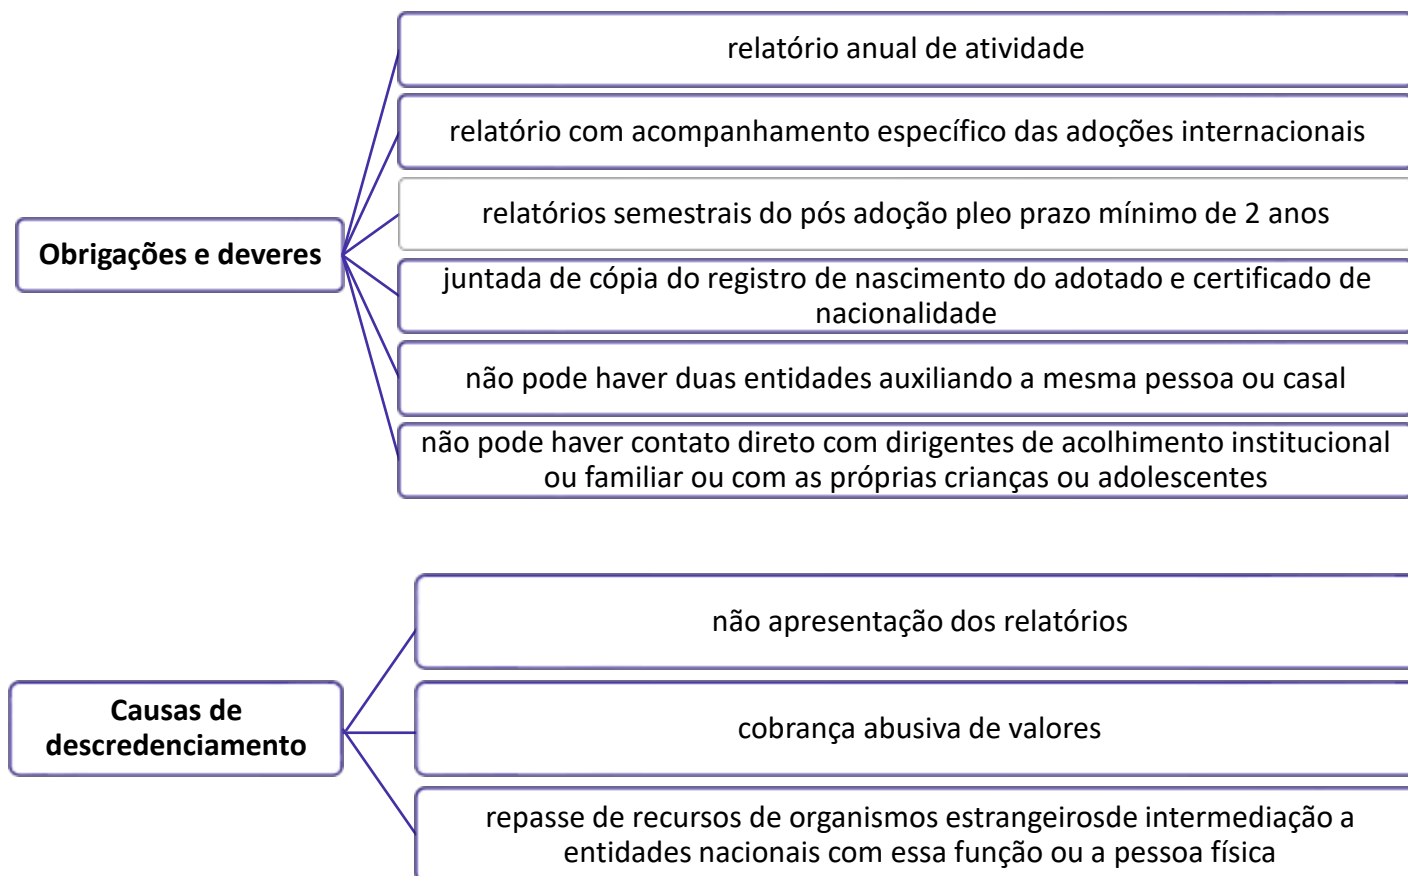 relatório anual de atividade
relatório com acompanhamento específico das adoções internacionais
relatórios semestrais do pós adoção pleo prazo mínimo de 2 anos
Obrigações e deveres
juntada de cópia do registro de nascimento do adotado e certificado de
nacionalidade
não pode haver duas entidades auxiliando a mesma pessoa ou casal
não pode haver contato direto com dirigentes de acolhimento institucional
ou familiar ou com as próprias crianças ou adolescentes
não apresentação dos relatórios
Causas de
descredenciamento
cobrança abusiva de valores
repasse de recursos de organismos estrangeirosde intermediação a
entidades nacionais com essa função ou a pessoa física